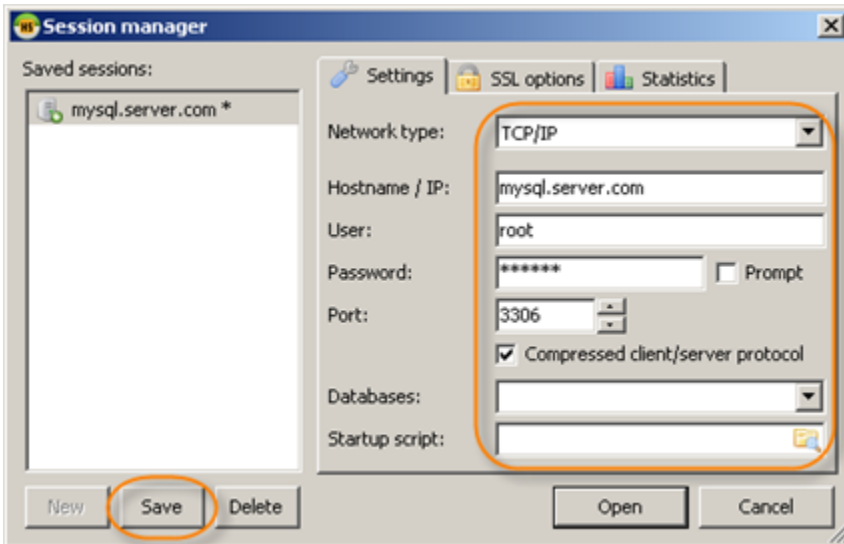 HS Session manager
Saved sessions:
mysql.server.com *
Settings SSL options Statistics
Network type: TCP/IP
Hostname / IP: mysql.server.com
User: root
Password: ****** Prompt
Port: 3306
Compressed client/server protocol
Databases:
Startup script:
New Save Delete Open Cancel